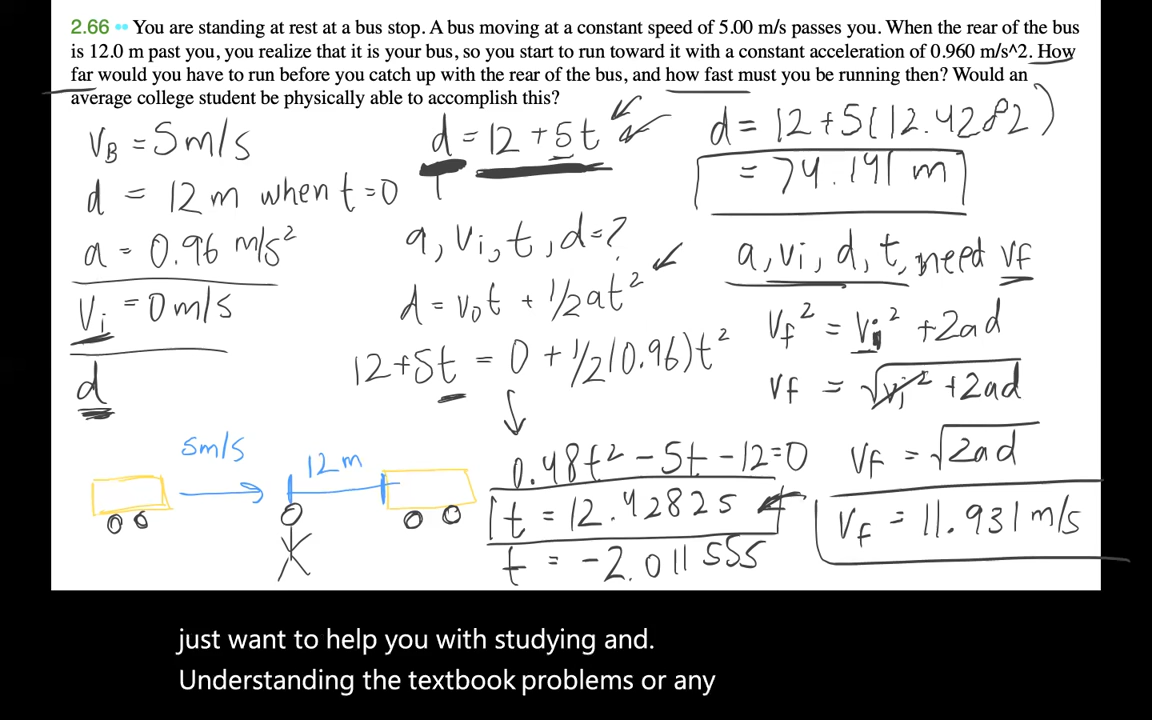 2.66 •• You are standing at rest at a bus stop. A bus moving at a constant speed of 5.00 m/s passes you. When the rear of the bus
is 12.0 m past you, you realize that it is your bus, so you start to run toward it with a constant acceleration of 0.960 m/s^2. How
far would you have to run before you catch up with the rear of the bus, and how fast must you be running then? Would an
average college student be physically able to accomplish this?
V_B = 5m/s
d = 12m when t=0
a = 0.96 m/s²
Vi = 0m/s
d
d = 12 + 5t
a, Vi, t, d=?
d = V₀t + 1/2at²
12+5t = 0 + 1/2(0.96)t²
0.48t² - 5t - 12=0
t = 12.4282s
t = -2.011555
d = 12+5(12.4282)
= 74.141 m
a, vi, d, t, need vf
Vf² = Vi² +2ad
Vf = √Vi² +2ad
Vf = √2ad
Vf = 11.931 m/s
5m/s
12m
just want to help you with studying and.
Understanding the textbook problems or any